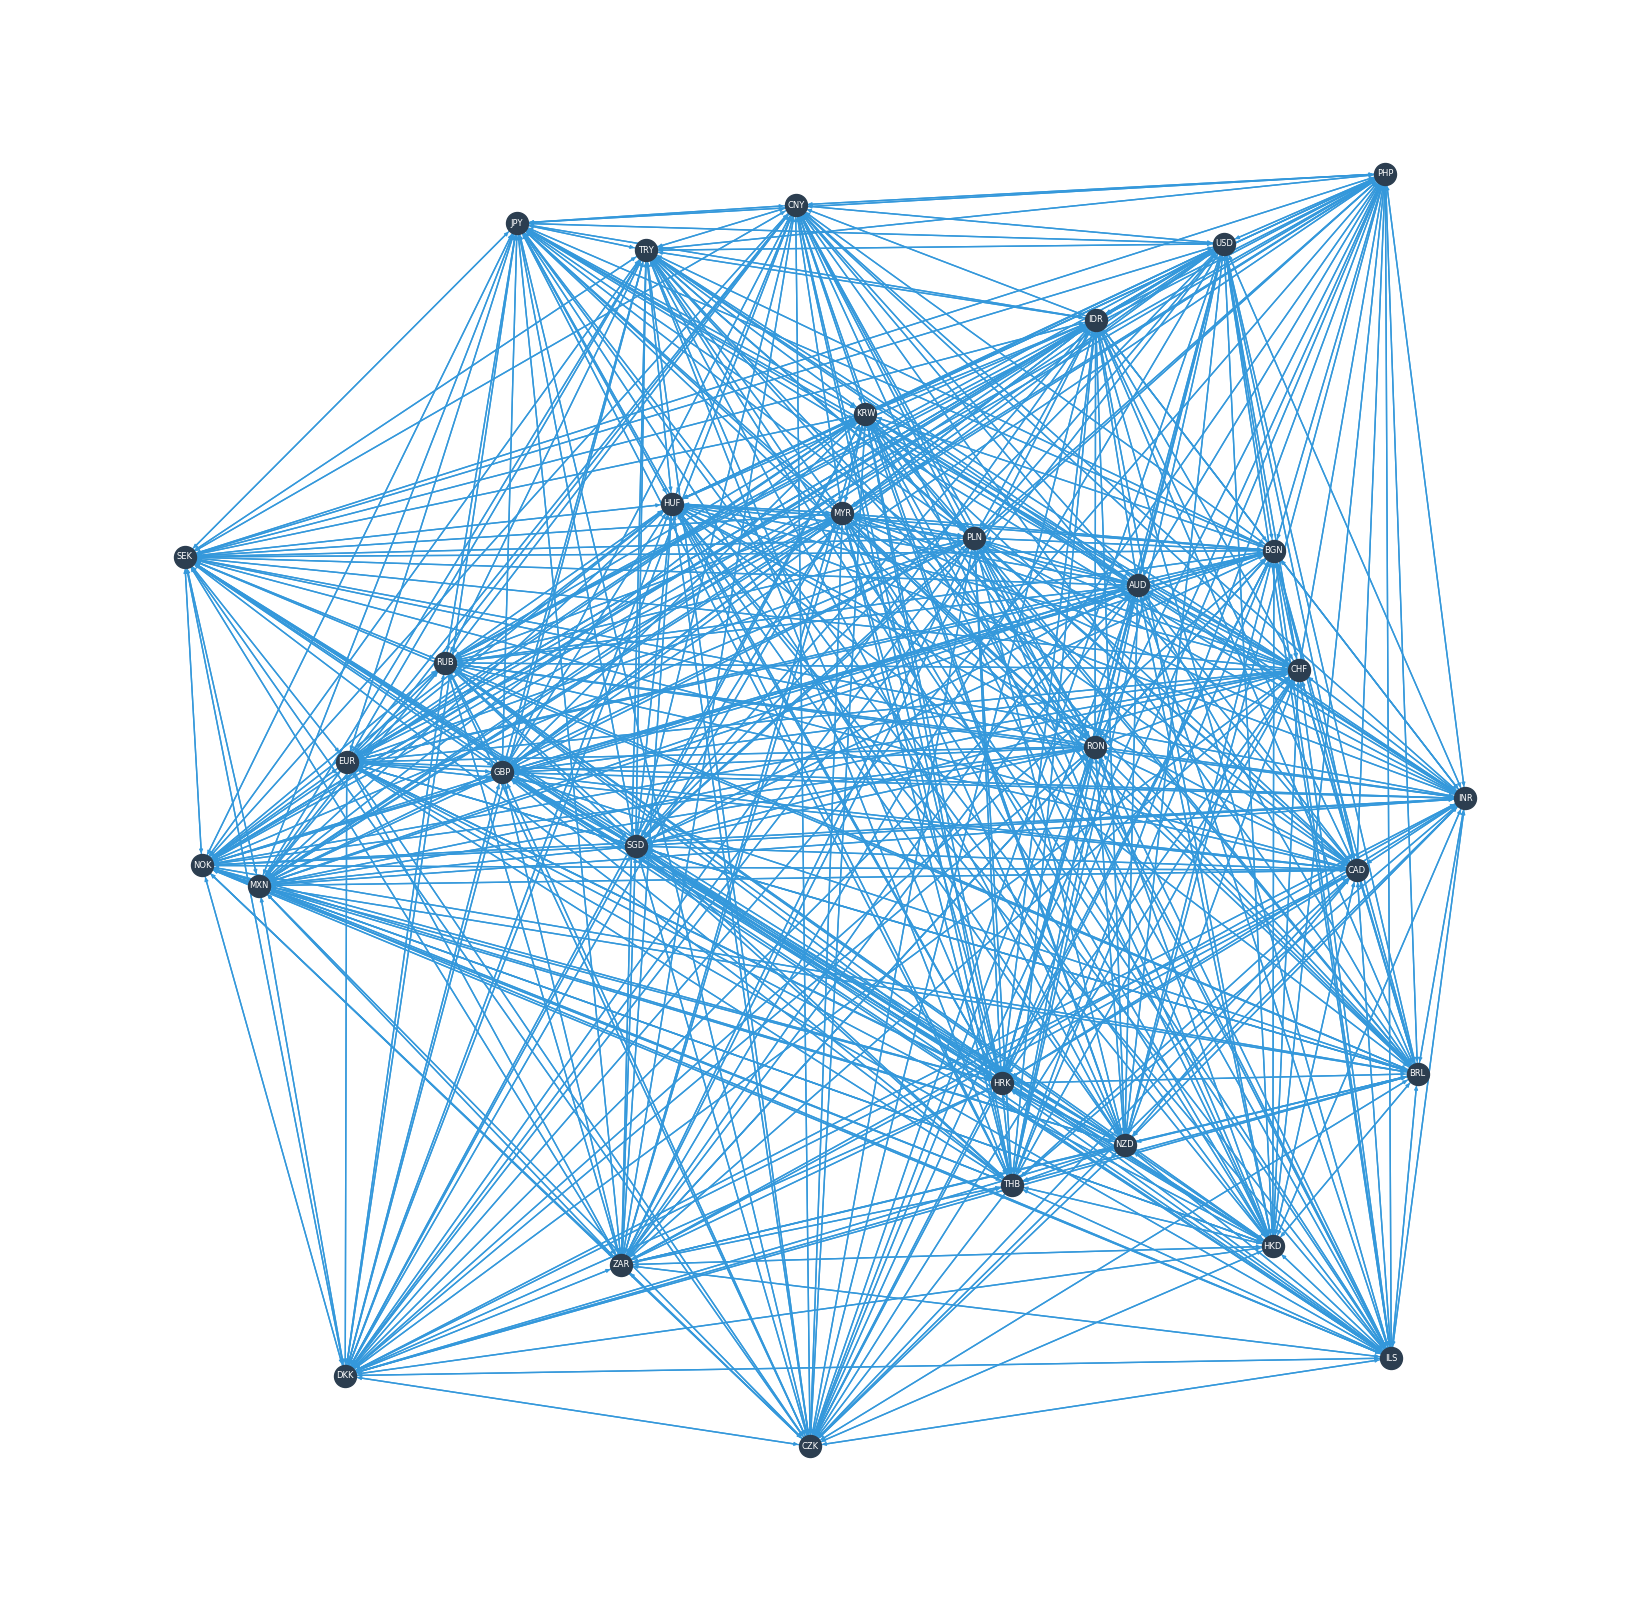 PHP
CNY
JPY
USD
TRY
IDR
KRW
HUF
MYR
PLN
BGN
SEK
AUD
RUB
CHF
RON
EUR
GBP
INR
SGD
NOK
CAD
MXN
BRL
HRK
NZD
THB
HKD
ZAR
ILS
DKK
CZK